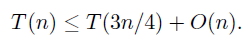 T(n) ≤ T(3n/4) + O(n).